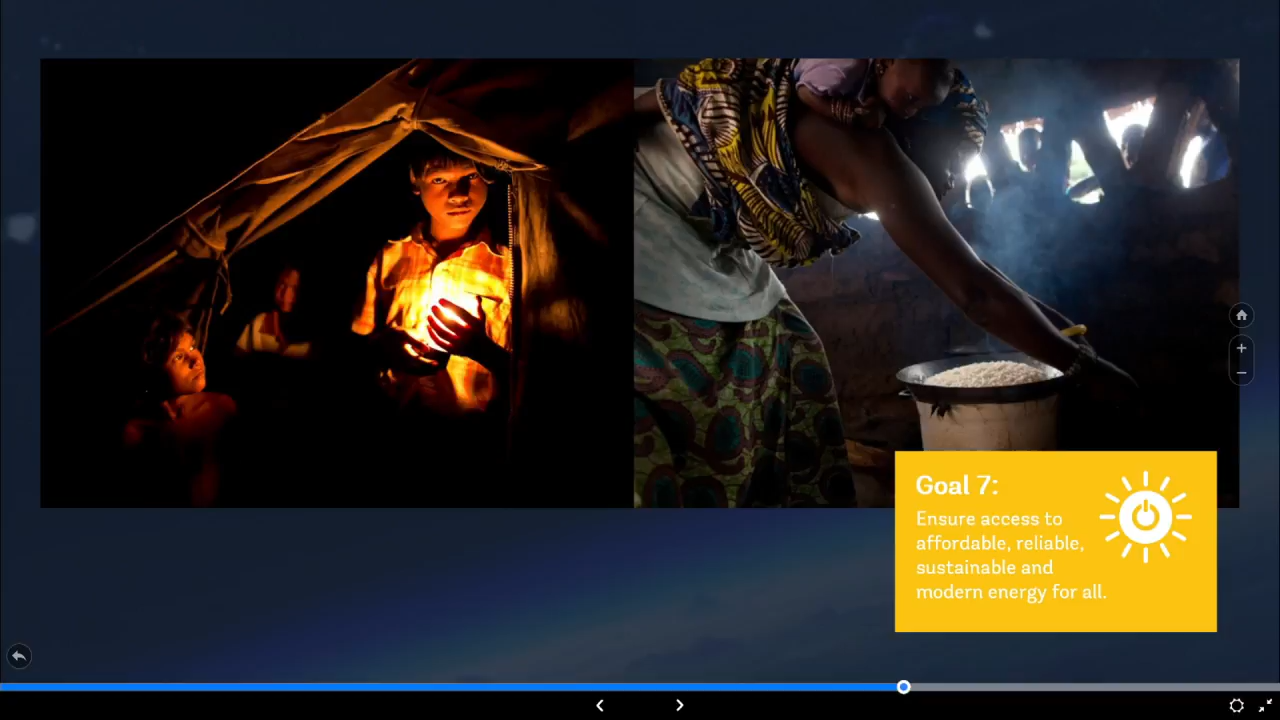 Goal 7:
Ensure access to
affordable, reliable,
sustainable and
modern energy for all.